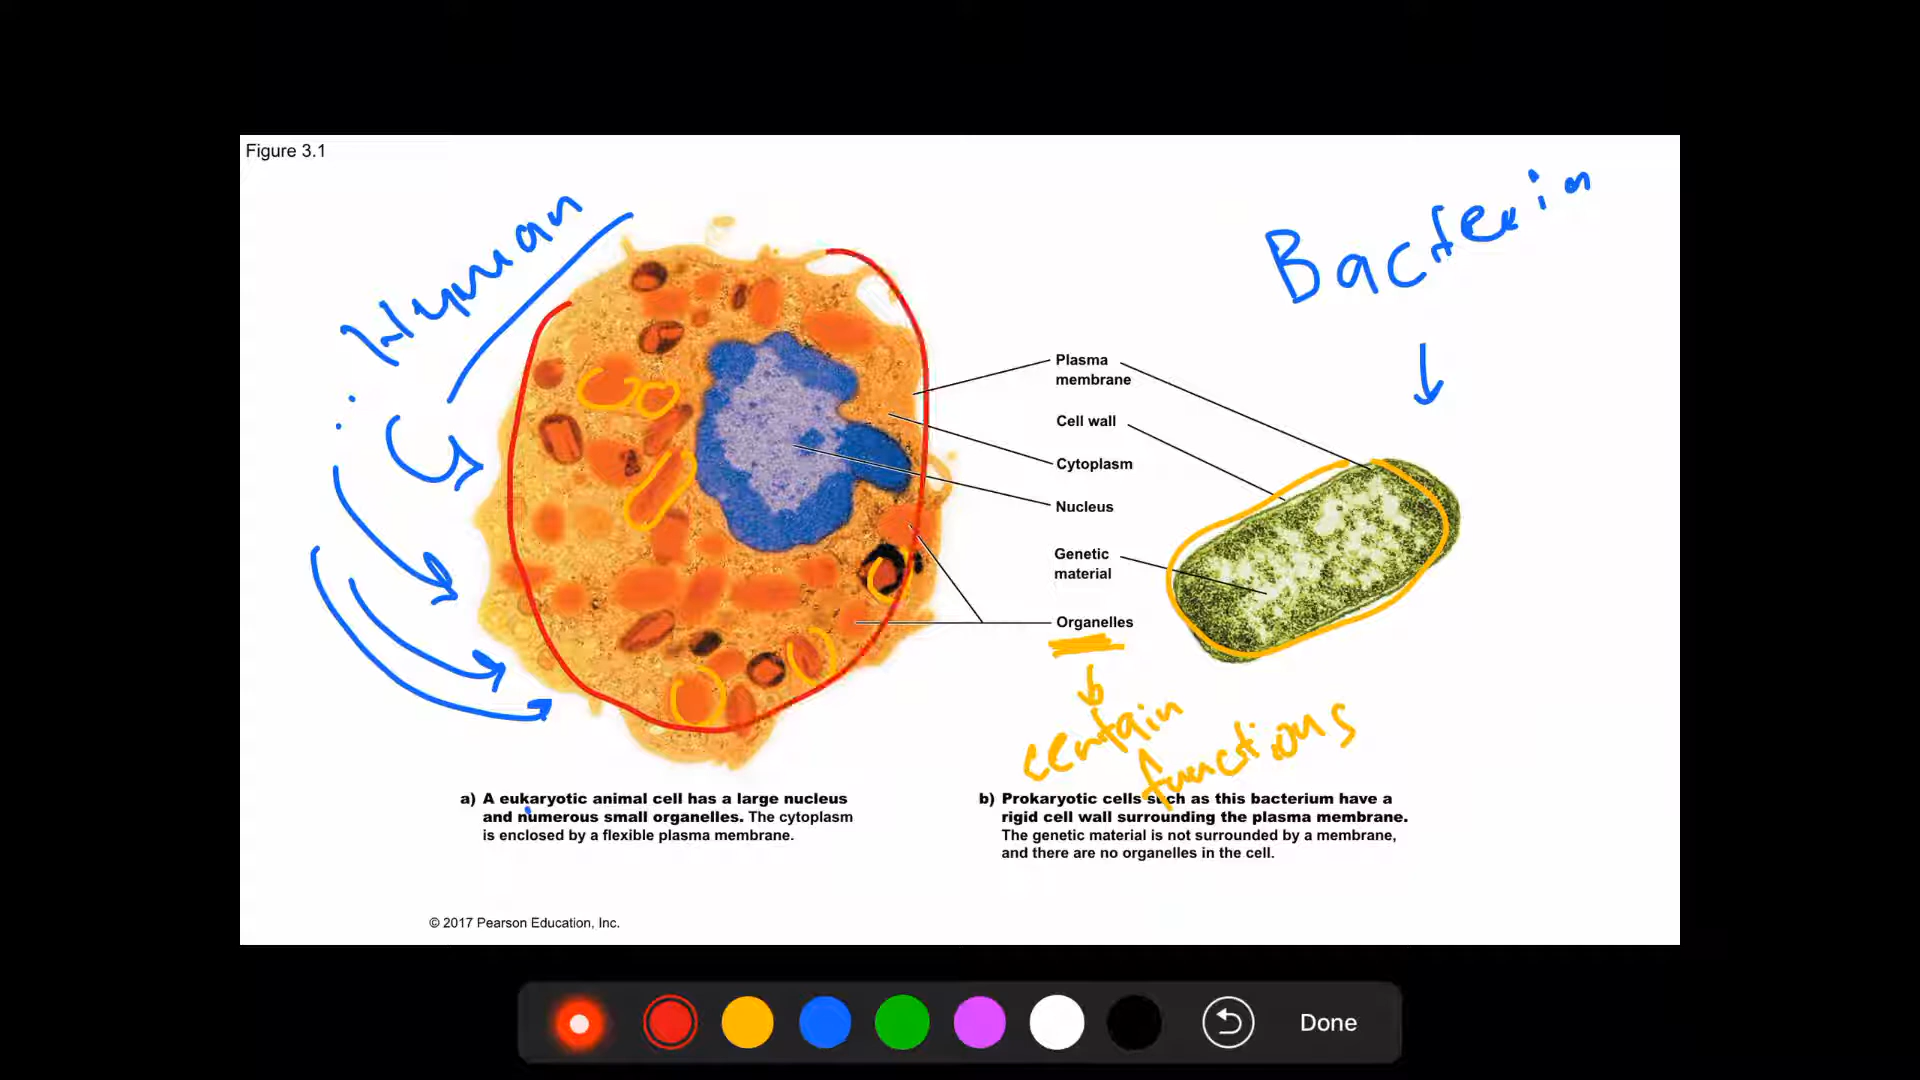 Figure 3.1
Human
Bacteria
Plasma
membrane
Cell wall
Cytoplasm
Nucleus
Genetic
material
Organelles
certain
functions
a) A eukaryotic animal cell has a large nucleus
and numerous small organelles. The cytoplasm
is enclosed by a flexible plasma membrane.
b) Prokaryotic cells such as this bacterium have a
rigid cell wall surrounding the plasma membrane.
The genetic material is not surrounded by a membrane,
and there are no organelles in the cell.
© 2017 Pearson Education, Inc.
Done